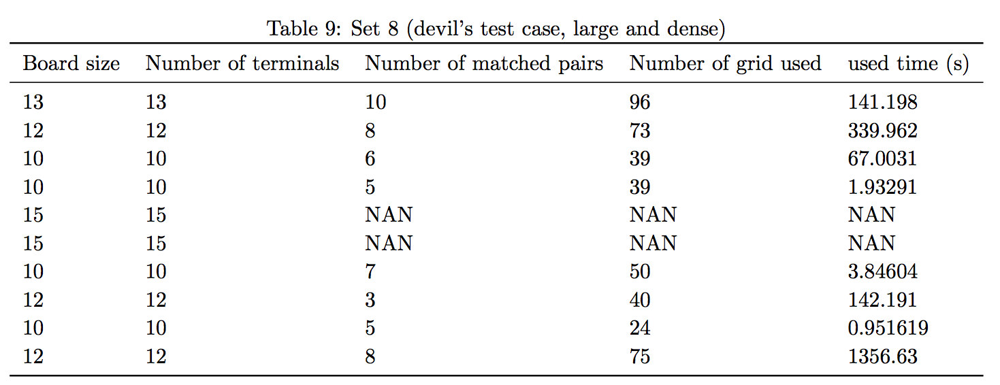 Table 9: Set 8 (devil's test case, large and dense)
Board size Number of terminals Number of matched pairs Number of grid used used time (s)
13 13 10 96 141.198
12 12 8 73 339.962
10 10 6 39 67.0031
10 10 5 39 1.93291
15 15 NAN NAN NAN
15 15 NAN NAN NAN
10 10 7 50 3.84604
12 12 3 40 142.191
10 10 5 24 0.951619
12 12 8 75 1356.63